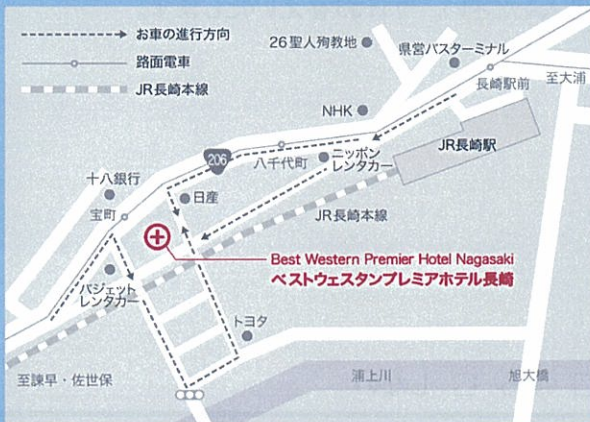 お車の進行方向
路面電車
JR長崎本線
26聖人殉教地
県営バスターミナル
長崎駅前
至大浦
NHK
JR長崎駅
206
八千代町
ニッポン
レンタカー
十八銀行
日産
宝町
JR長崎本線
Best Western Premier Hotel Nagasaki
ベストウェスタンプレミアホテル長崎
バジェット
レンタカー
トヨタ
至諫早・佐世保
浦上川
旭大橋